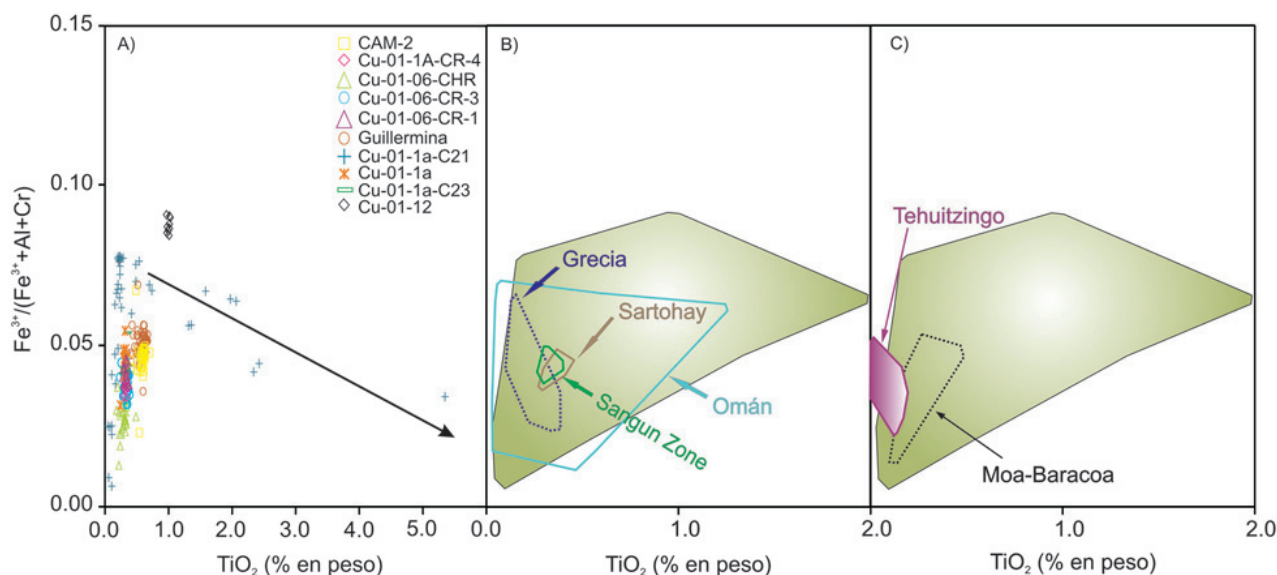 A)
CAM-2
Cu-01-1A-CR-4
Cu-01-06-CHR
Cu-01-06-CR-3
Cu-01-06-CR-1
Guillermina
Cu-01-1a-C21
Cu-01-1a
Cu-01-1a-C23
Cu-01-12
0.15
0.10
0.05
0.00
Fe³⁺/(Fe³⁺+Al+Cr)
0.0 1.0 2.0 3.0 4.0 5.0
TiO₂ (% en peso)
B)
Grecia
Sartohay
Omán
Sangun Zone
0.0 1.0 2.0
TiO₂ (% en peso)
C)
Tehuitzingo
Moa-Baracoa
1.0 2.0
TiO₂ (% en peso)